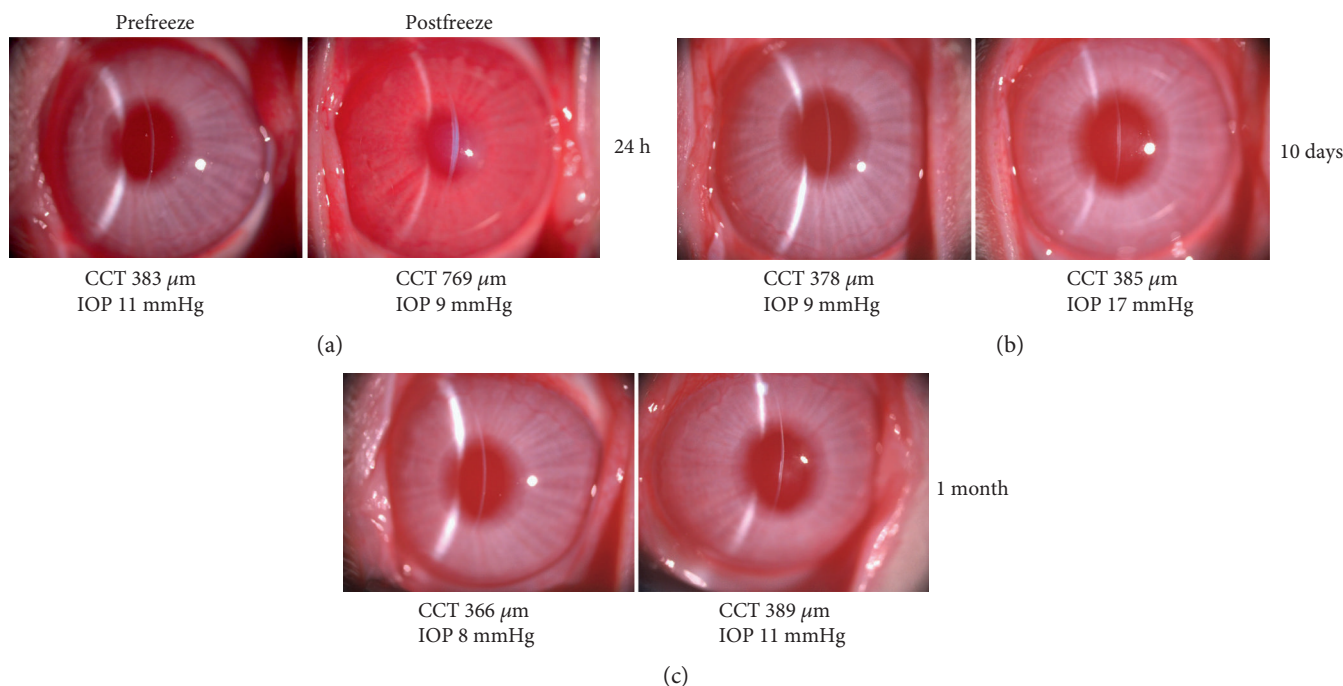 Prefreeze
Postfreeze
24 h
CCT 383 μm
IOP 11 mmHg
CCT 769 μm
IOP 9 mmHg
(a)
10 days
CCT 378 μm
IOP 9 mmHg
CCT 385 μm
IOP 17 mmHg
(b)
1 month
CCT 366 μm
IOP 8 mmHg
CCT 389 μm
IOP 11 mmHg
(c)